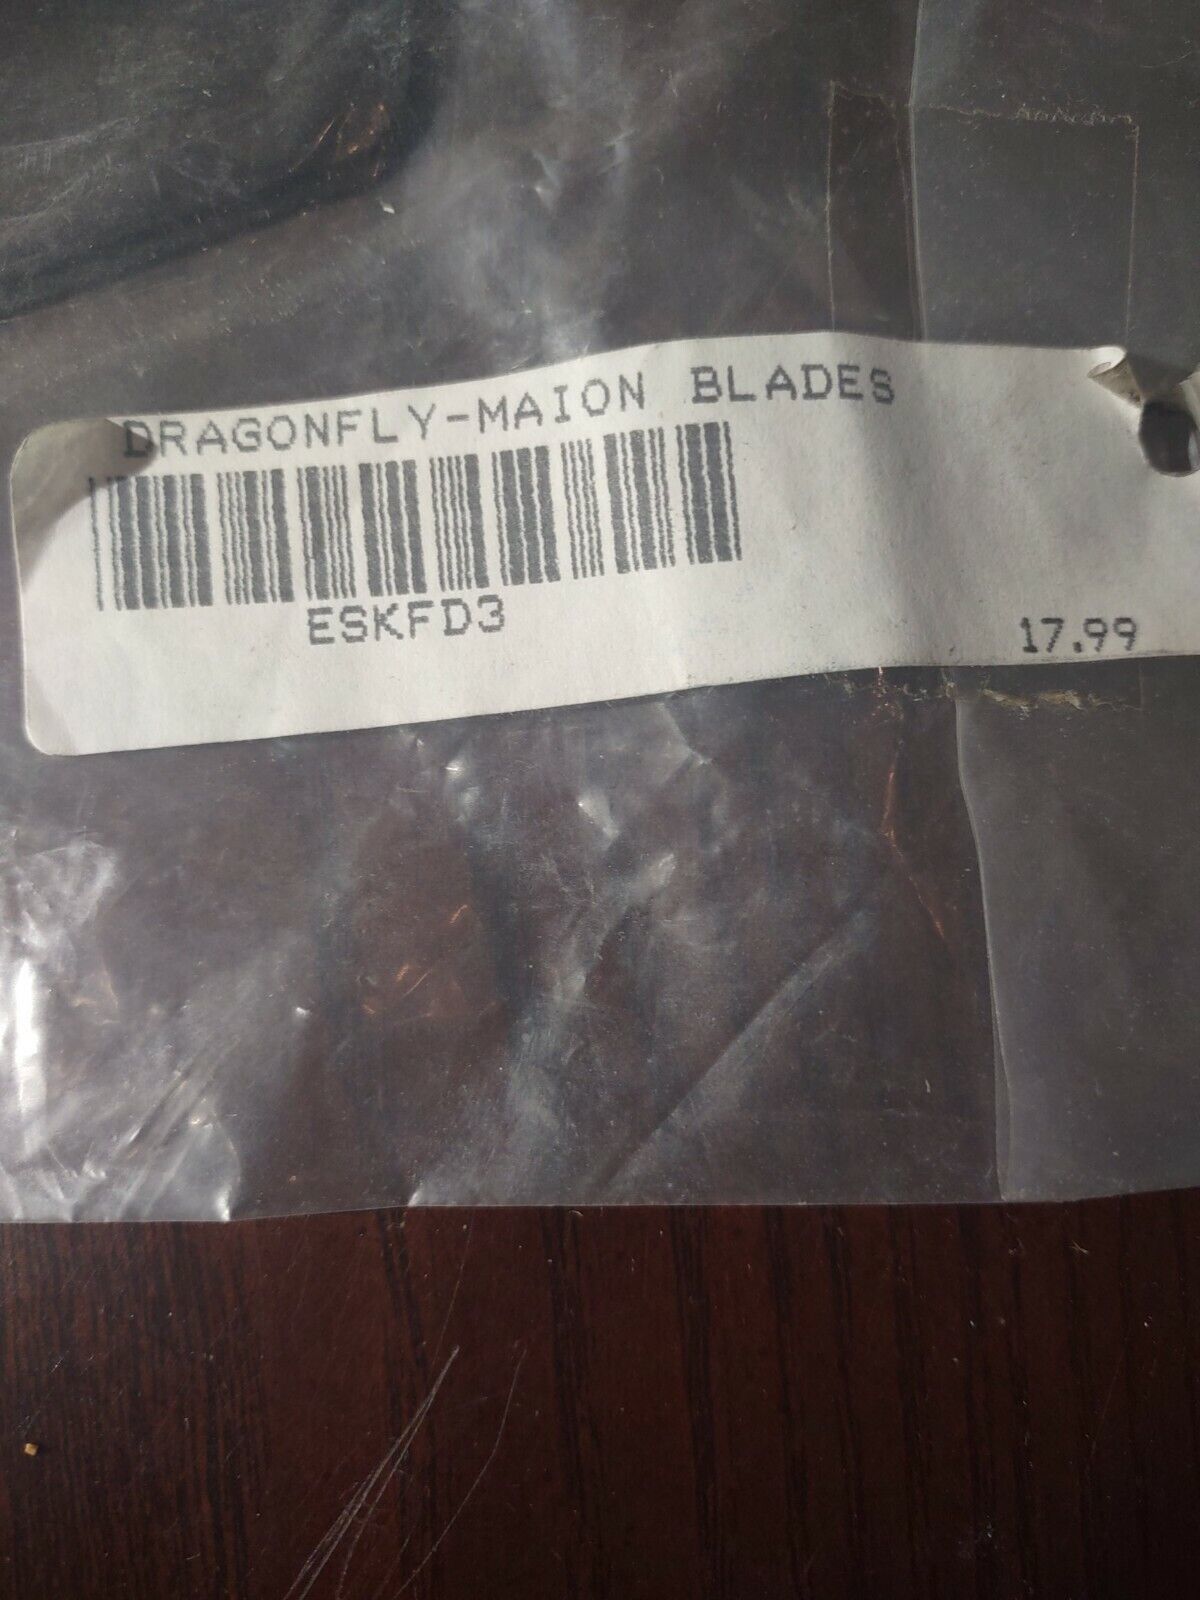 DRAGONFLY-MAION BLADES
ESKFD3
17.99